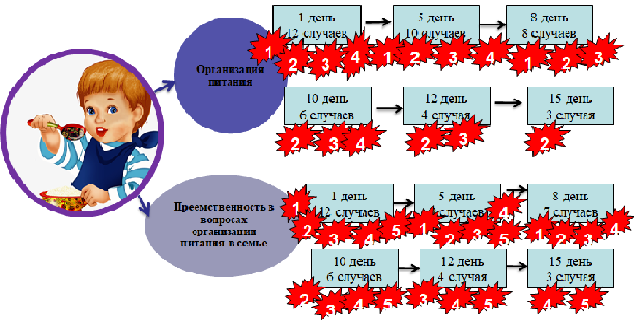 Организация
питания
1 день
12 случаев
1 2 3 4
5 день
10 случаев
1 2 3 4
8 день
8 случаев
1 2 3
10 день
6 случаев
2 3 4
12 день
4 случая
2 3
15 день
3 случая
2
Преемственность в
вопросах
организации
питания в семье
1 день
12 случаев
1 2 3 4 5
5 день
случаев
1 2 3 4 5
8 день
7 случаев
1 2 3 4
10 день
6 случаев
2 3 4 5
12 день
4 случая
3 4 5
15 день
3 случая
4 5